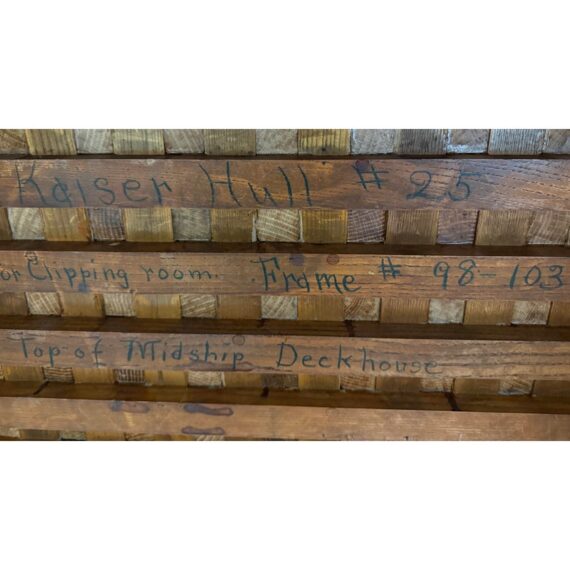 Kaiser Hull # 25
or Clipping room. Frame # 98-103
Top of Midship Deckhouse